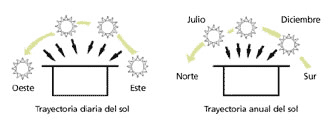 Julio
Diciembre
Oeste
Este
Norte
Sur
Trayectoria diaria del sol
Trayectoria anual del sol